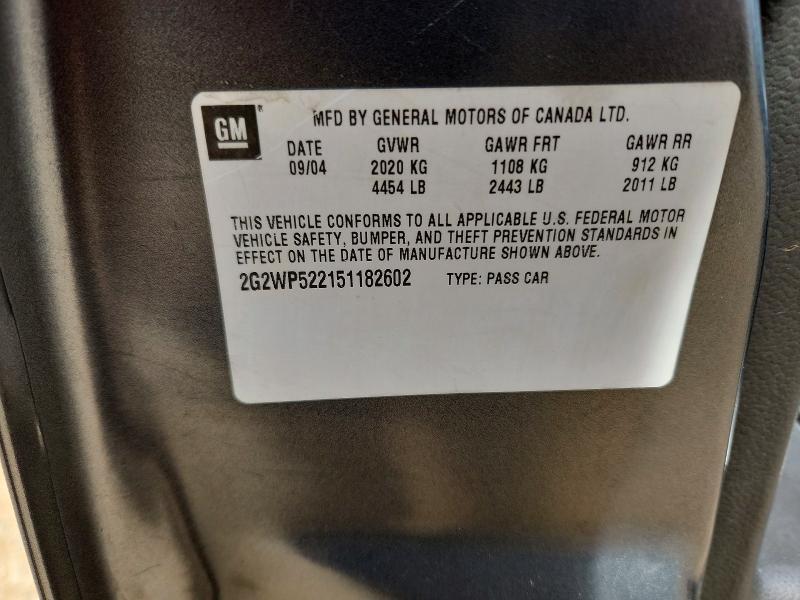 GM ® MFD BY GENERAL MOTORS OF CANADA LTD.
DATE GVWR GAWR FRT GAWR RR
09/04 2020 KG 1108 KG 912 KG
4454 LB 2443 LB 2011 LB
THIS VEHICLE CONFORMS TO ALL APPLICABLE U.S. FEDERAL MOTOR
VEHICLE SAFETY, BUMPER, AND THEFT PREVENTION STANDARDS IN
EFFECT ON THE DATE OF MANUFACTURE SHOWN ABOVE.
2G2WP522151182602 TYPE: PASS CAR